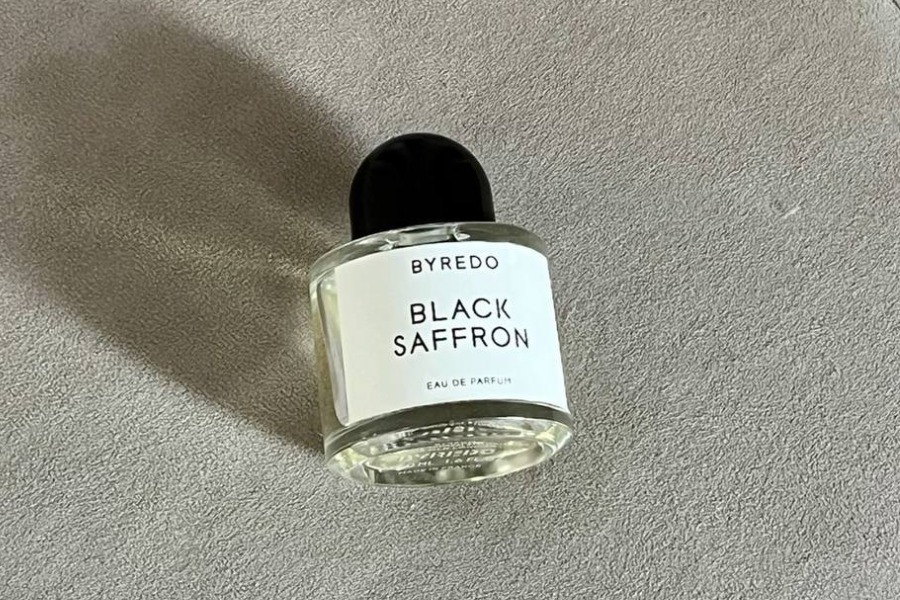 BYREDO
BLACK
SAFFRON
EAU DE PARFUM